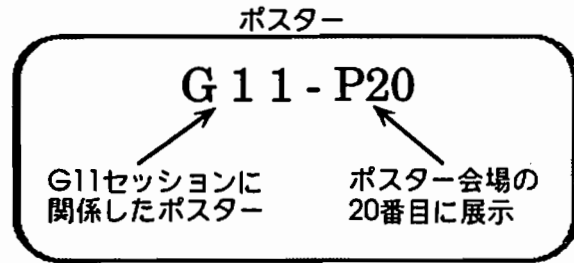 ポスター
G11-P20
G11セッションに
関係したポスター
ポスター会場の
20番目に展示